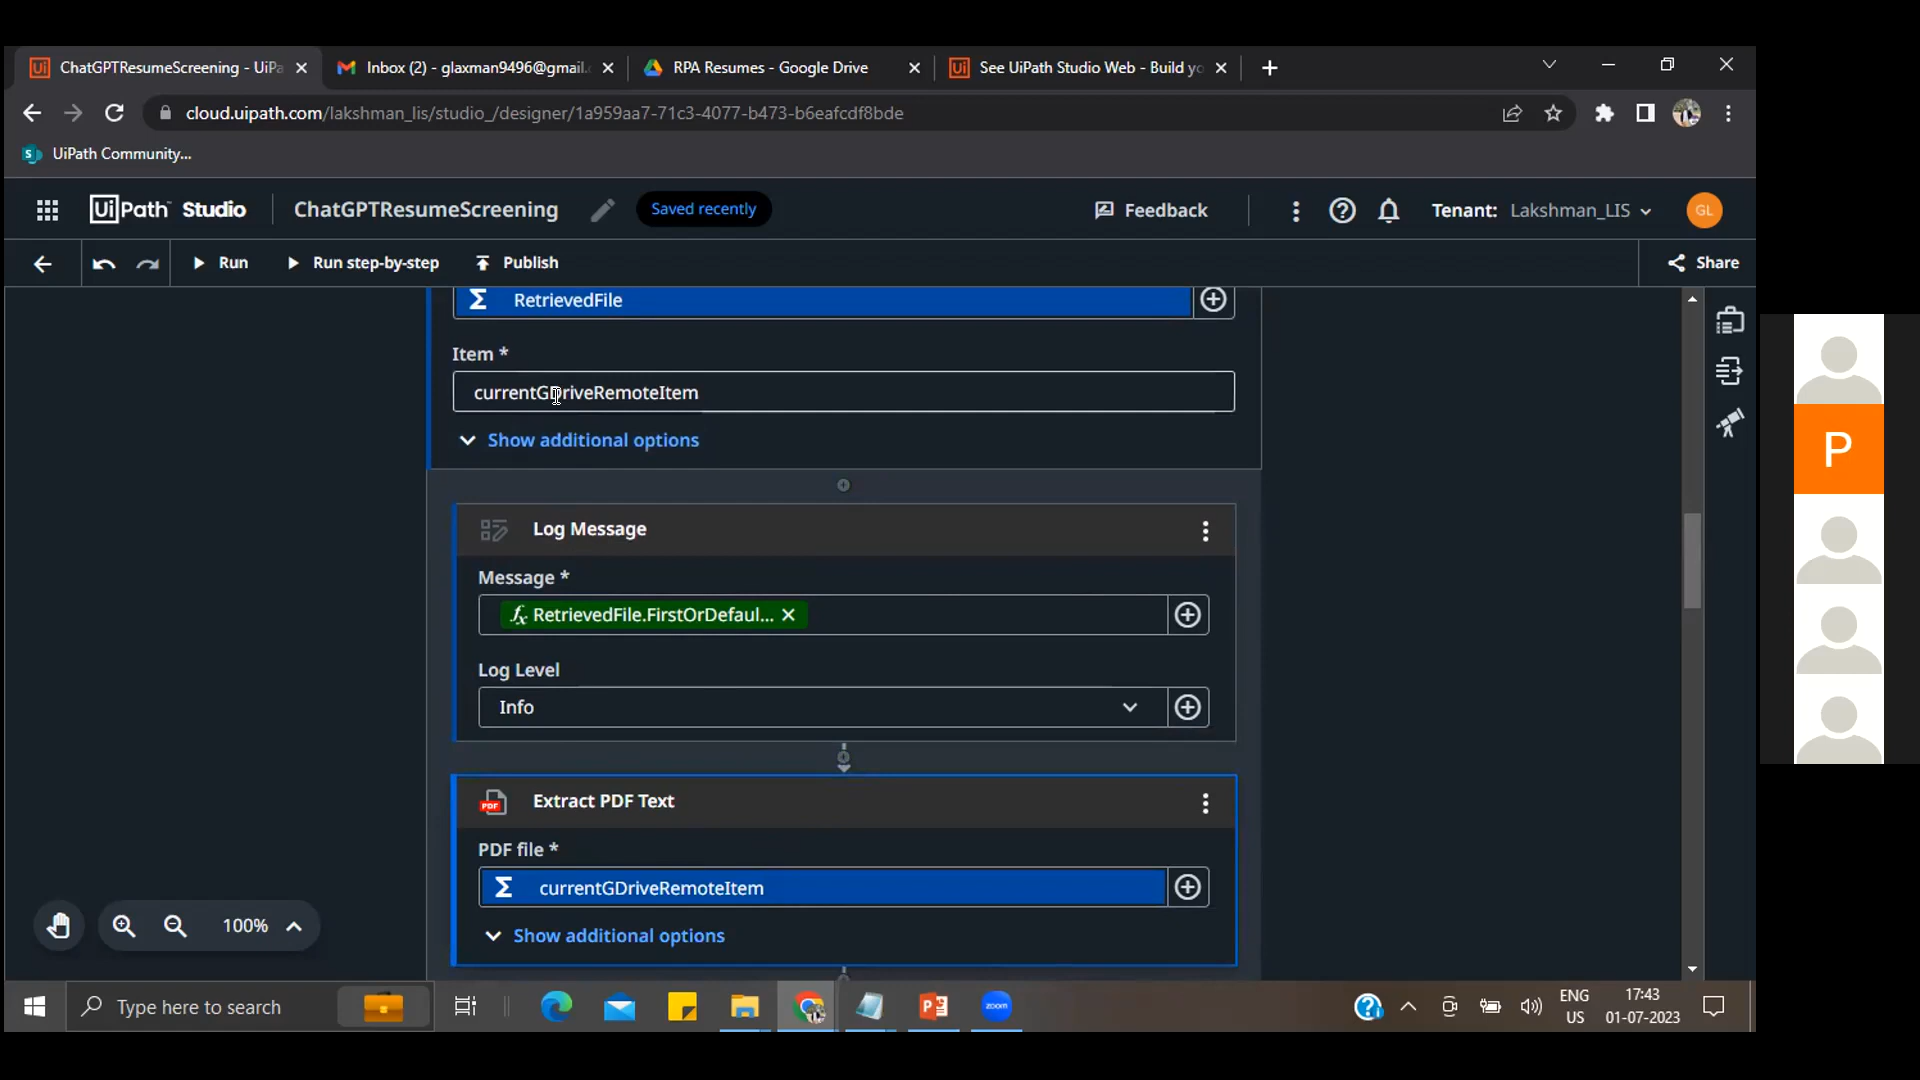 ChatGPTResumeScreening - UiPa
Inbox (2) - glaxman9496@gmail.
RPA Resumes - Google Drive
See UiPath Studio Web - Build yo
cloud.uipath.com/lakshman_lis/studio_/designer/1a959aa7-71c3-4077-b473-b6eafcdf8bde
S UiPath Community...
UiPath Studio
ChatGPTResumeScreening
Saved recently
Feedback
Tenant: Lakshman_LIS
GL
Run
Run step-by-step
Publish
Share
RetrievedFile
Item *
currentGDriveRemoteItem
Show additional options
Log Message
Message *
fx RetrievedFile.FirstOrDefaul...
Log Level
Info
P
Extract PDF Text
PDF file *
currentGDriveRemoteItem
Show additional options
100%
Type here to search
zoom
ENG
US
17:43
01-07-2023